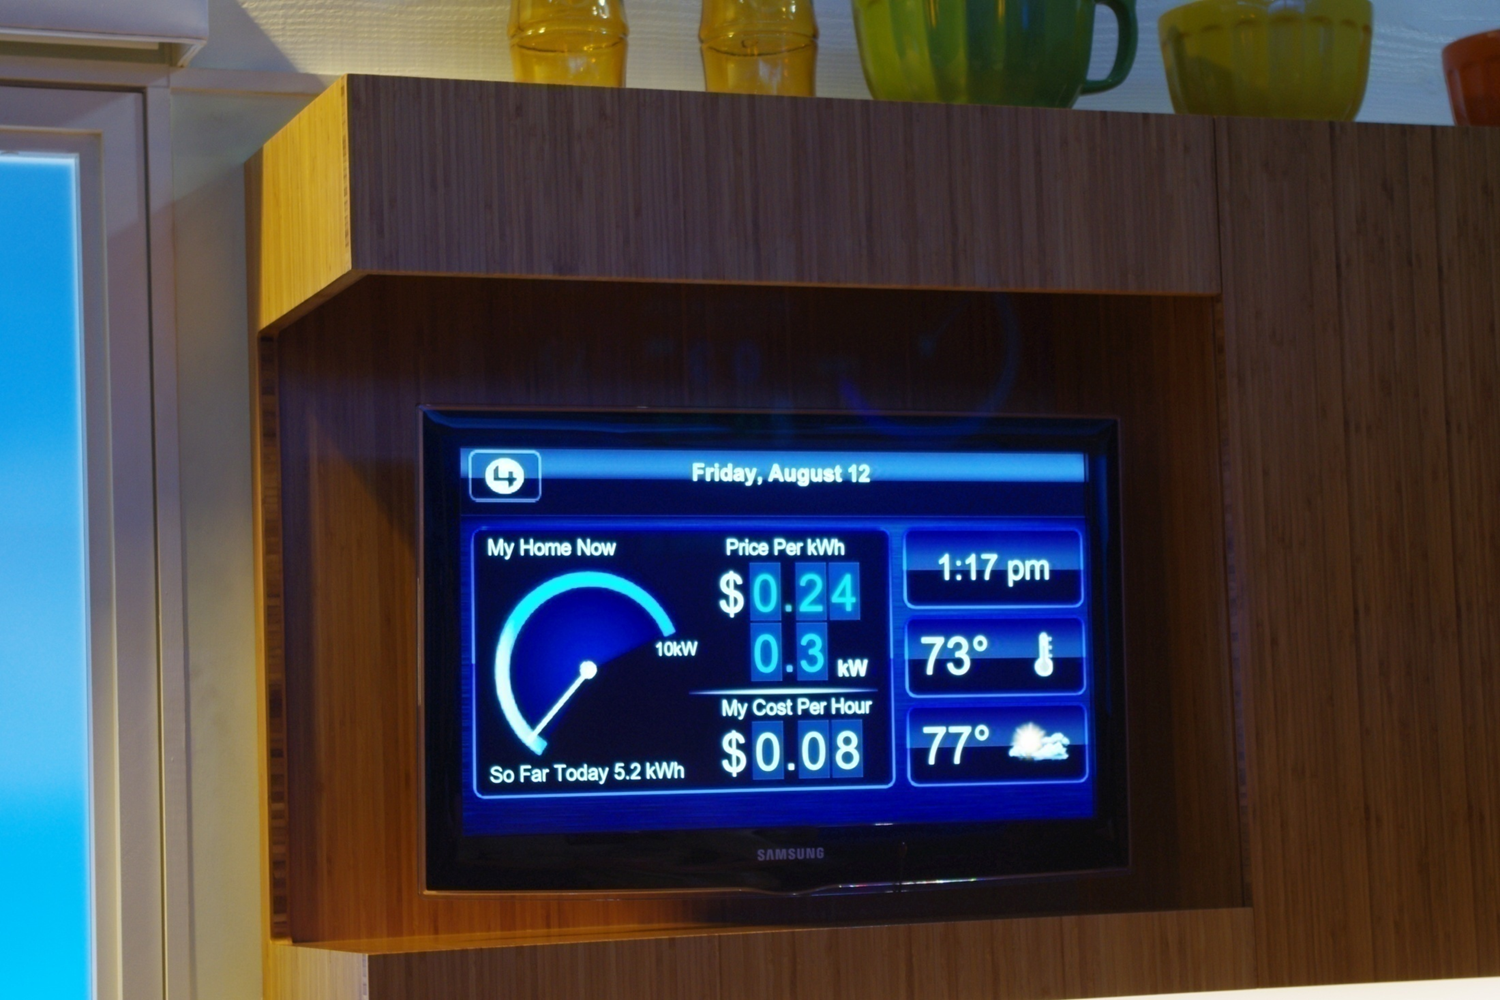 Friday, August 12
My Home Now
10kW
So Far Today 5.2 kWh
Price Per kWh
$0.24
0.3 kW
My Cost Per Hour
$0.08
1:17 pm
73°
77°
SAMSUNG